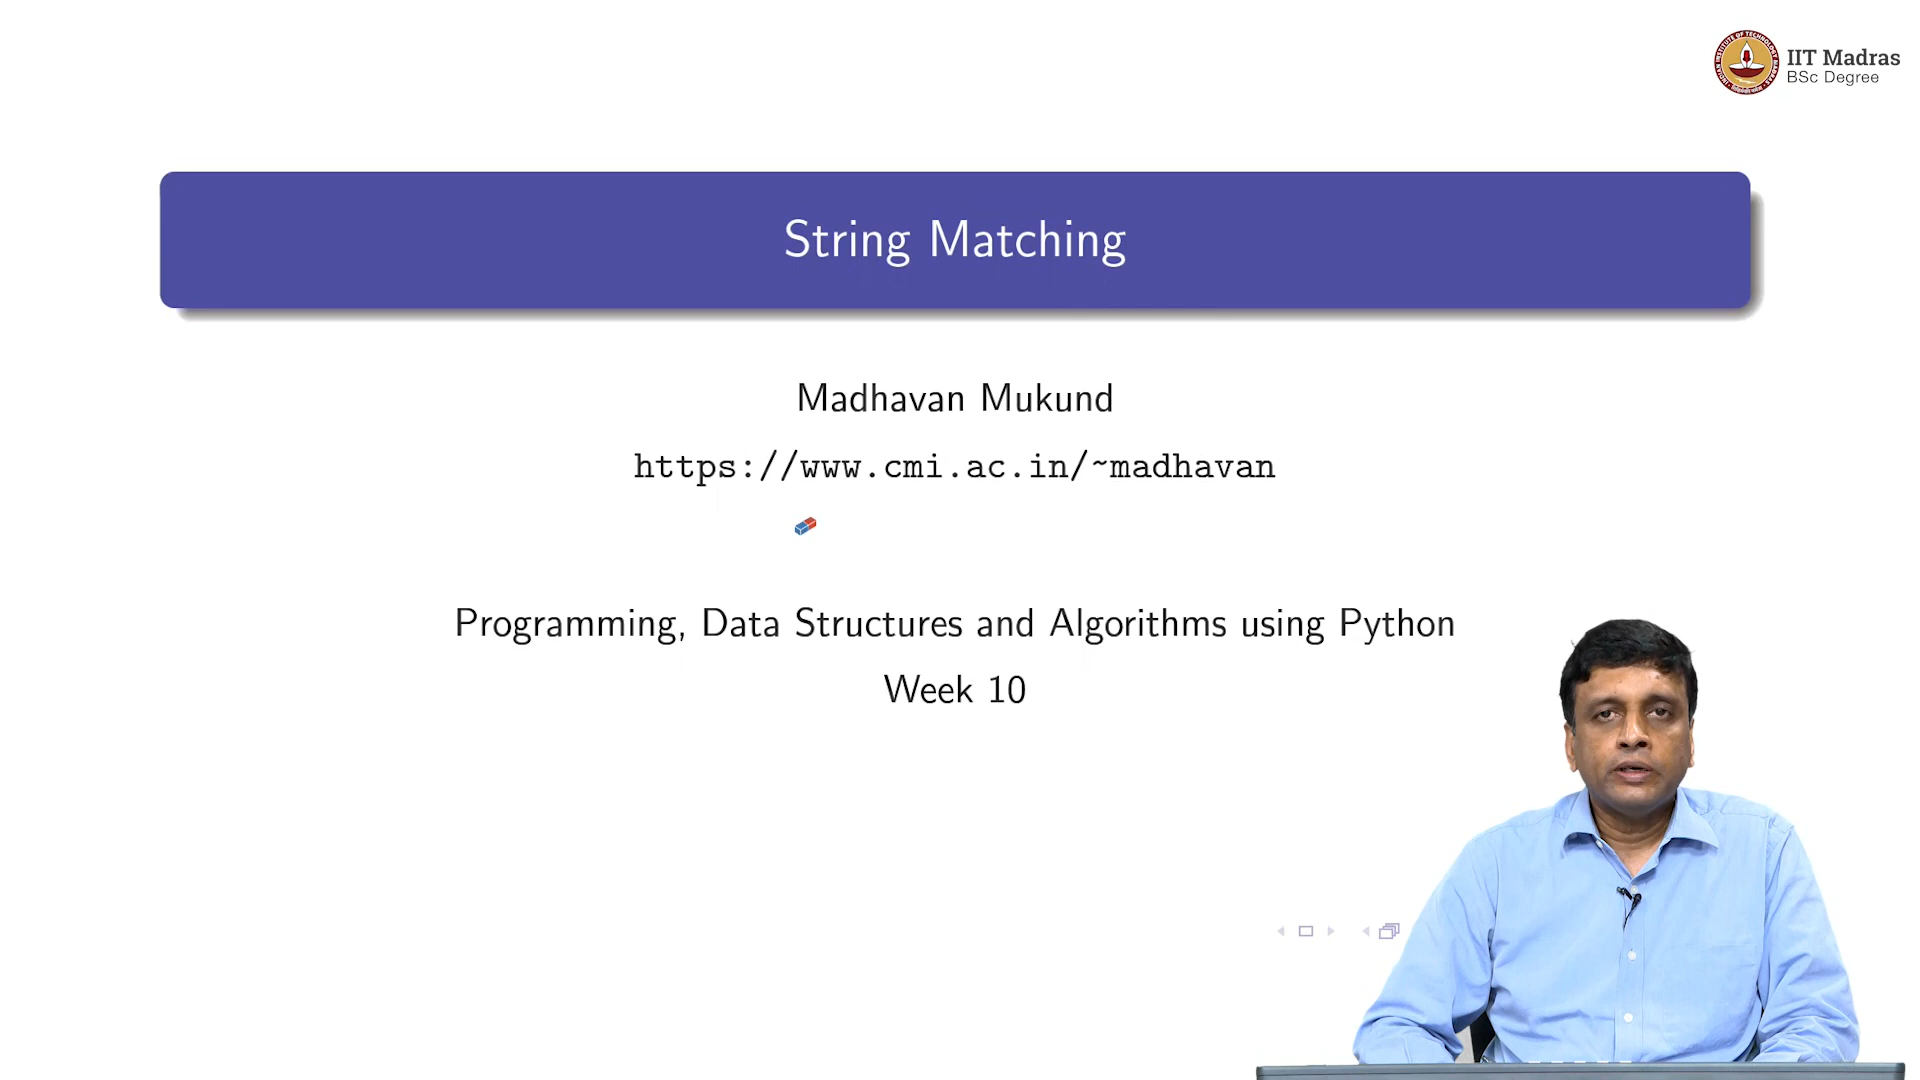 IIT Madras
BSc Degree
String Matching
Madhavan Mukund
https://www.cmi.ac.in/~madhavan
Programming, Data Structures and Algorithms using Python
Week 10